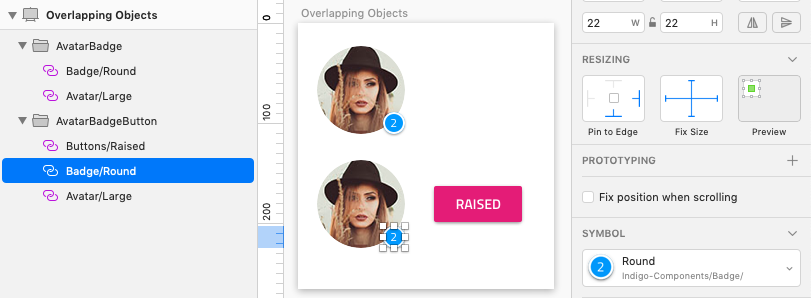 Overlapping Objects
AvatarBadge
Badge/Round
Avatar/Large
AvatarBadgeButton
Buttons/Raised
Badge/Round
Avatar/Large
0
100
200
Overlapping Objects
2
2
RAISED
22 W 22 H
RESIZING
Pin to Edge Fix Size Preview
PROTOTYPING
Fix position when scrolling
SYMBOL
2
Round
Indigo-Components/Badge/